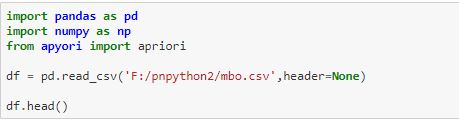 import pandas as pd
import numpy as np
from apyori import apriori
df = pd.read_csv('F:/pnpython2/mbo.csv',header=None)
df.head()